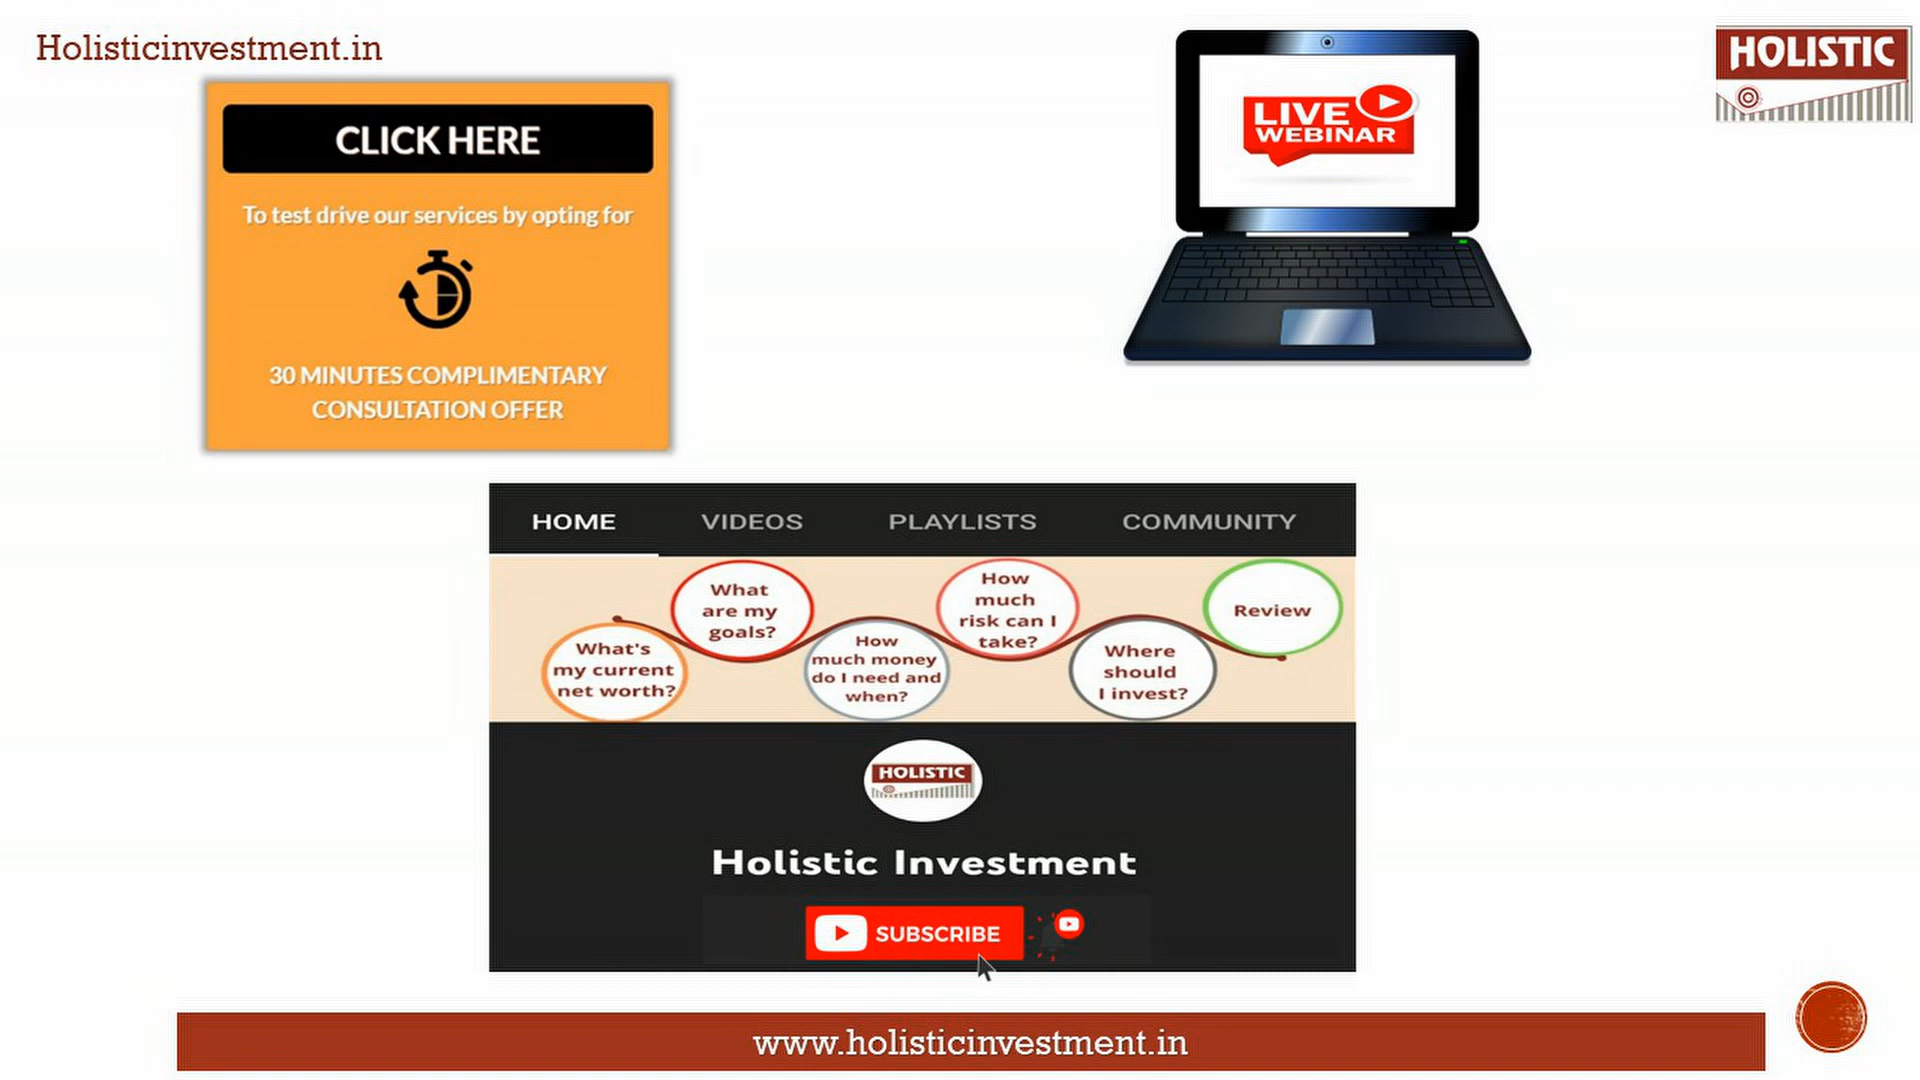 Holisticinvestment.in
HOLISTIC
CLICK HERE
To test drive our services by opting for
30 MINUTES COMPLIMENTARY
CONSULTATION OFFER
LIVE
WEBINAR
HOME VIDEOS PLAYLISTS COMMUNITY
What's
my current
net worth?
What
are my
goals?
How
much money
do I need and
when?
How
much
risk can I
take?
Where
should
I invest?
Review
HOLISTIC
Holistic Investment
SUBSCRIBE
www.holisticinvestment.in